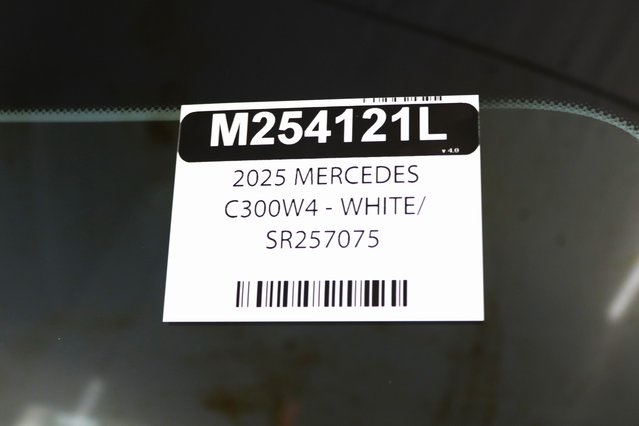 M254121L
v 4.0
2025 MERCEDES
C300W4 - WHITE/
SR257075